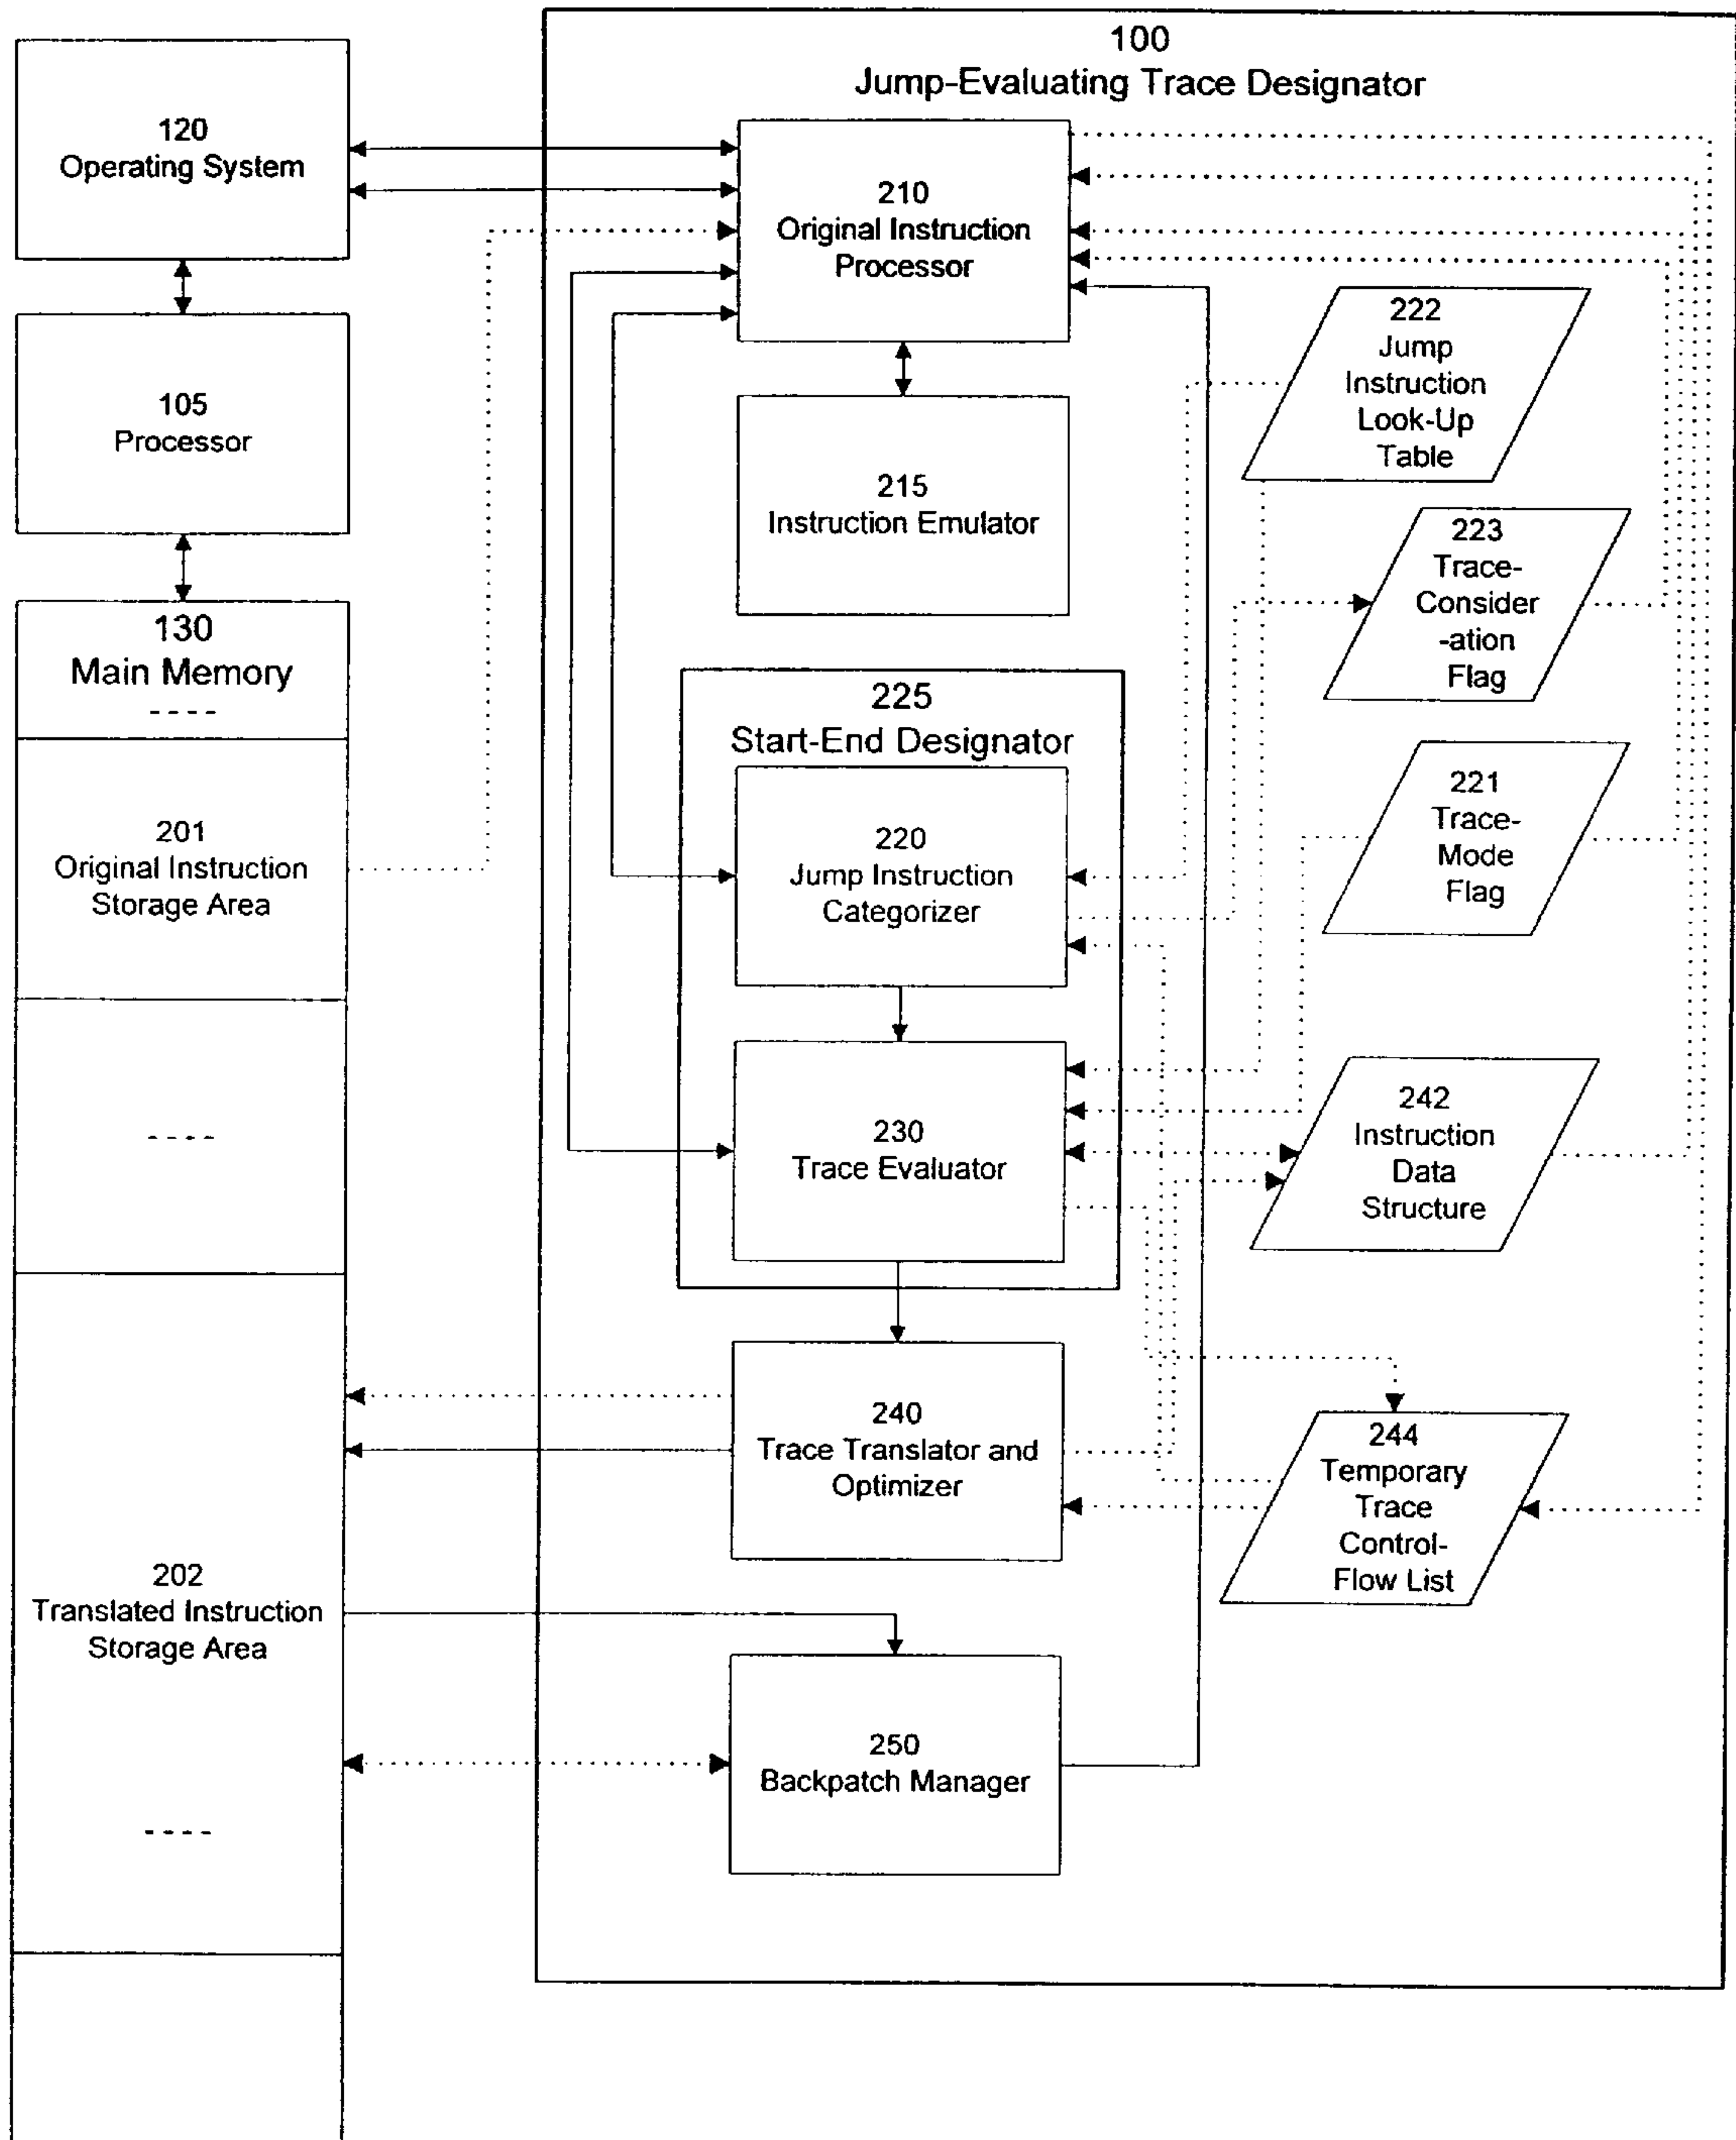 100
Jump-Evaluating Trace Designator
120
Operating System
210
Original Instruction
Processor
222
Jump
Instruction
Look-Up
Table
105
Processor
215
Instruction Emulator
223
Trace-
Consider
-ation
Flag
130
Main Memory
- - - -
225
Start-End Designator
221
Trace-
Mode
Flag
201
Original Instruction
Storage Area
220
Jump Instruction
Categorizer
- - - -
230
Trace Evaluator
242
Instruction
Data
Structure
240
Trace Translator and
Optimizer
244
Temporary
Trace
Control-
Flow List
202
Translated Instruction
Storage Area
250
Backpatch Manager
- - - -